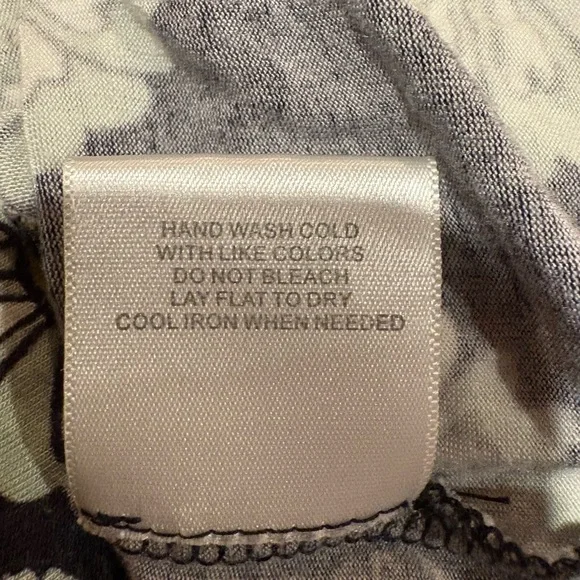 HAND WASH COLD
WITH LIKE COLORS
DO NOT BLEACH
LAY FLAT TO DRY
COOL IRON WHEN NEEDED